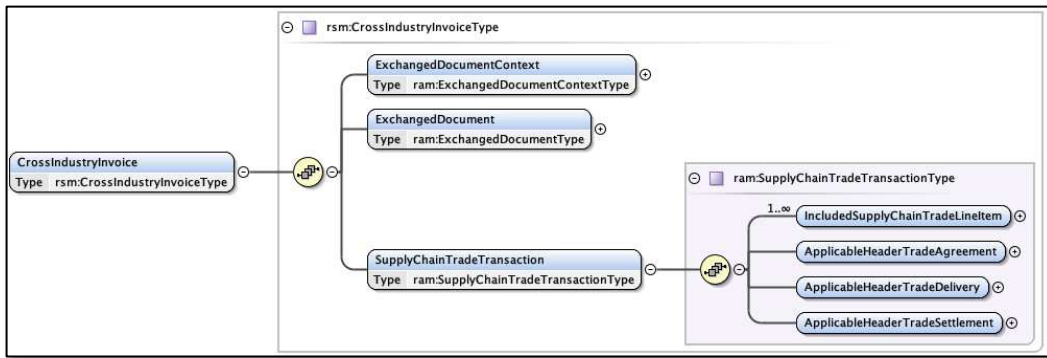 rsm:CrossIndustryInvoiceType
ExchangedDocumentContext
Type ram:ExchangedDocumentContextType
ExchangedDocument
Type ram:ExchangedDocumentType
CrossIndustryInvoice
Type rsm:CrossIndustryInvoiceType
ram:SupplyChainTradeTransactionType
1..∞
IncludedSupplyChainTradeLineItem
SupplyChainTradeTransaction
Type ram:SupplyChainTradeTransactionType
ApplicableHeaderTradeAgreement
ApplicableHeaderTradeDelivery
ApplicableHeaderTradeSettlement